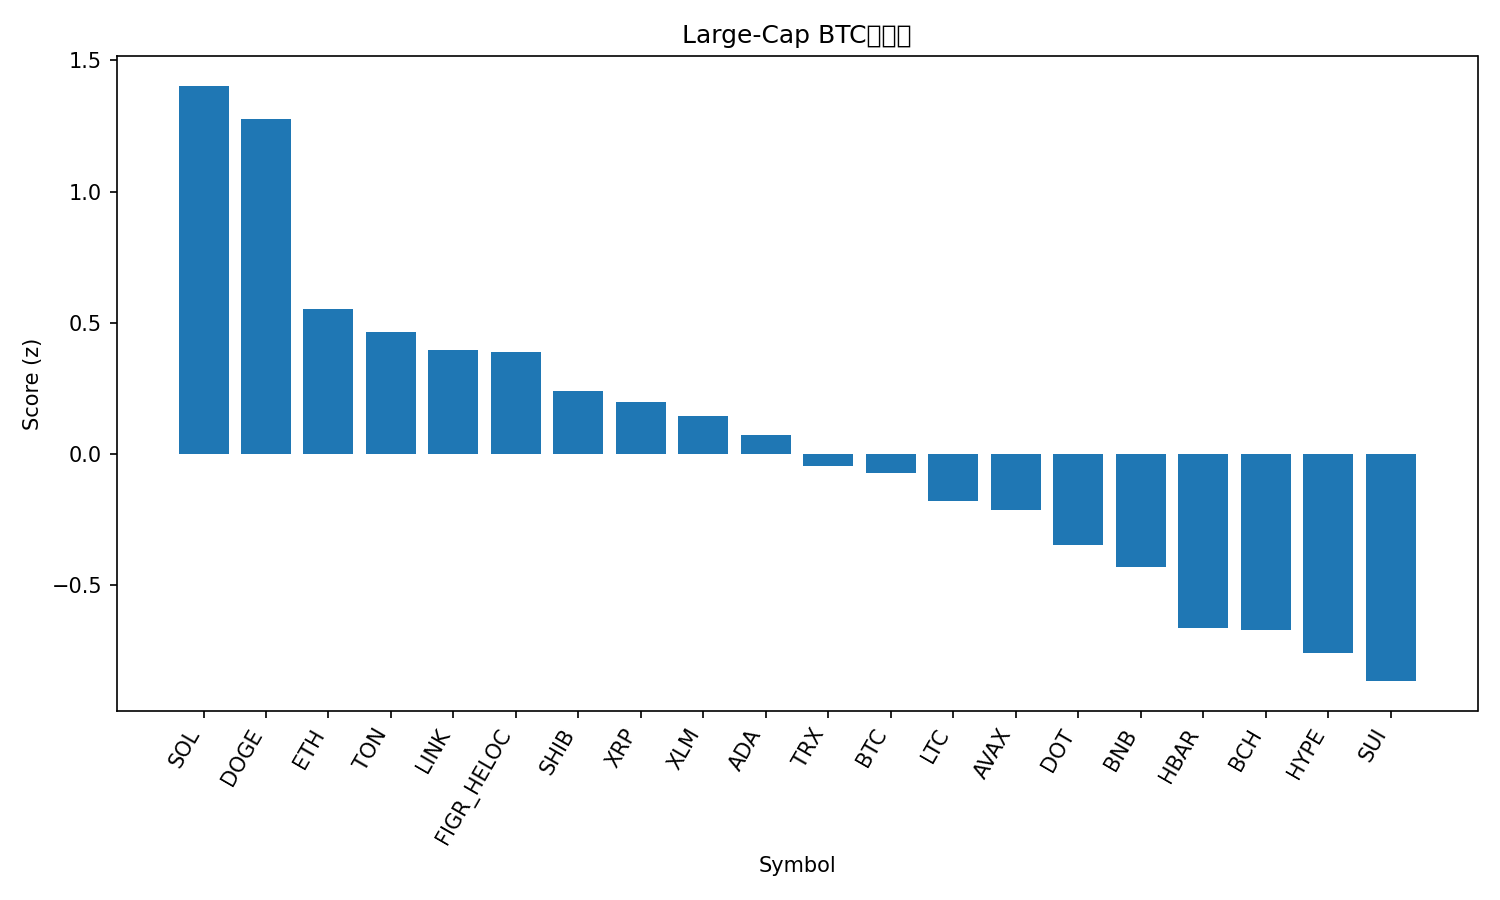 Large-Cap BTC
1.5
1.0
0.5
0.0
−0.5
Score (z)
SOL
DOGE
ETH
TON
LINK
FIGR_HELOC
SHIB
XRP
XLM
ADA
TRX
BTC
LTC
AVAX
DOT
BNB
HBAR
BCH
HYPE
SUI
Symbol